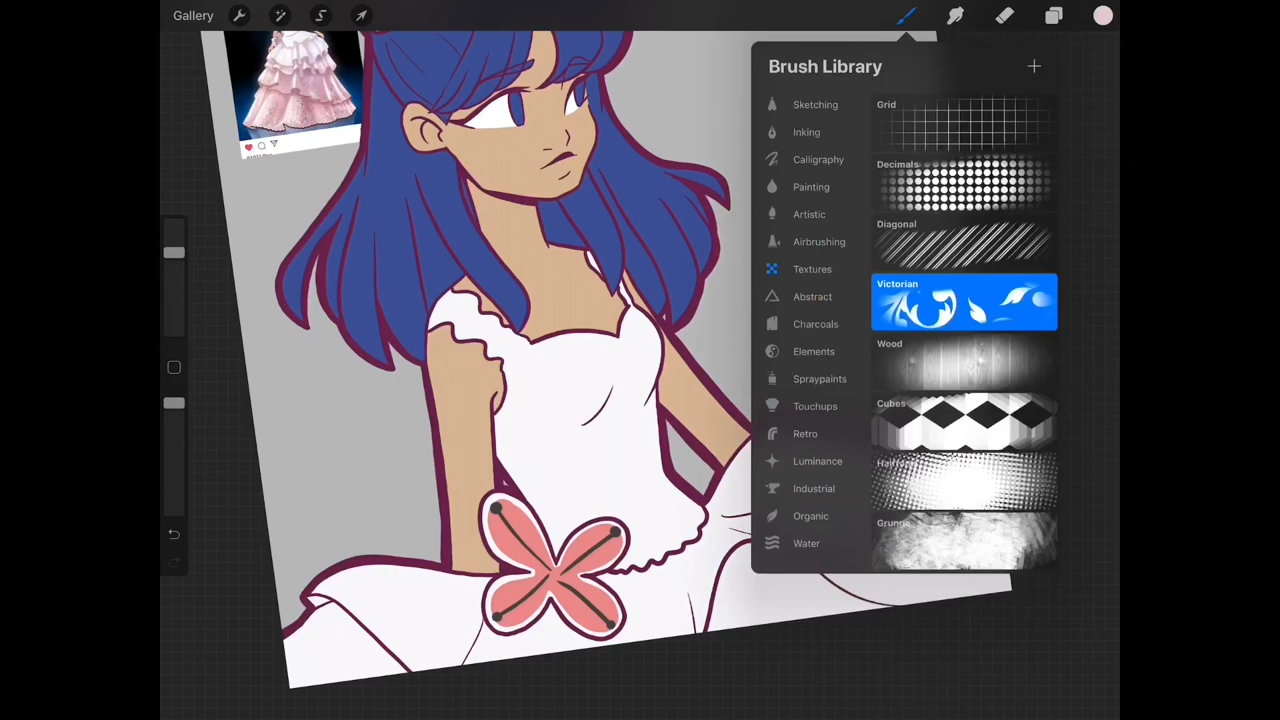 Gallery
Brush Library
Sketching
Inking
Calligraphy
Painting
Artistic
Airbrushing
Textures
Abstract
Charcoals
Elements
Spraypaints
Touchups
Retro
Luminance
Industrial
Organic
Water
Grid
Decimals
Diagonal
Victorian
Wood
Cubes
Grunge